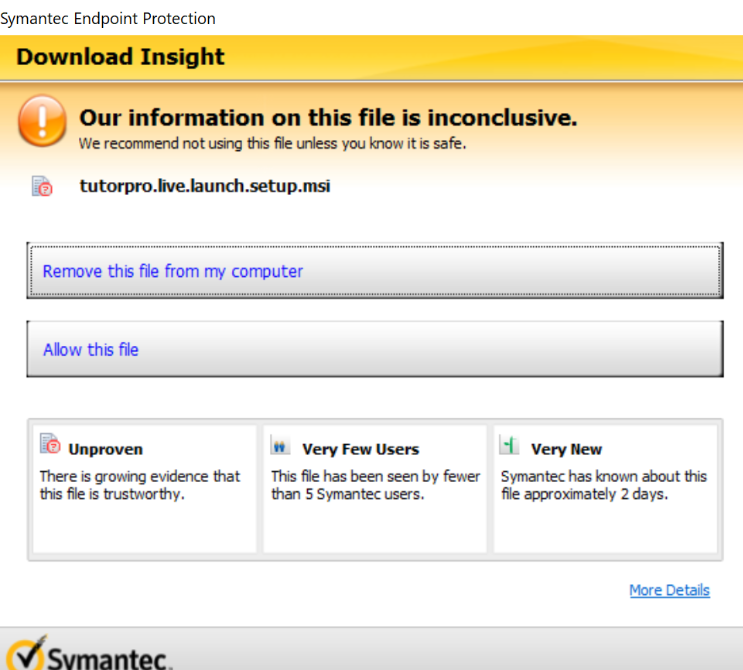 Symantec Endpoint Protection
Download Insight
Our information on this file is inconclusive.
We recommend not using this file unless you know it is safe.
tutorpro.live.launch.setup.msi
Remove this file from my computer
Allow this file
Unproven
There is growing evidence that
this file is trustworthy.
Very Few Users
This file has been seen by fewer
than 5 Symantec users.
Very New
Symantec has known about this
file approximately 2 days.
More Details
Symantec.